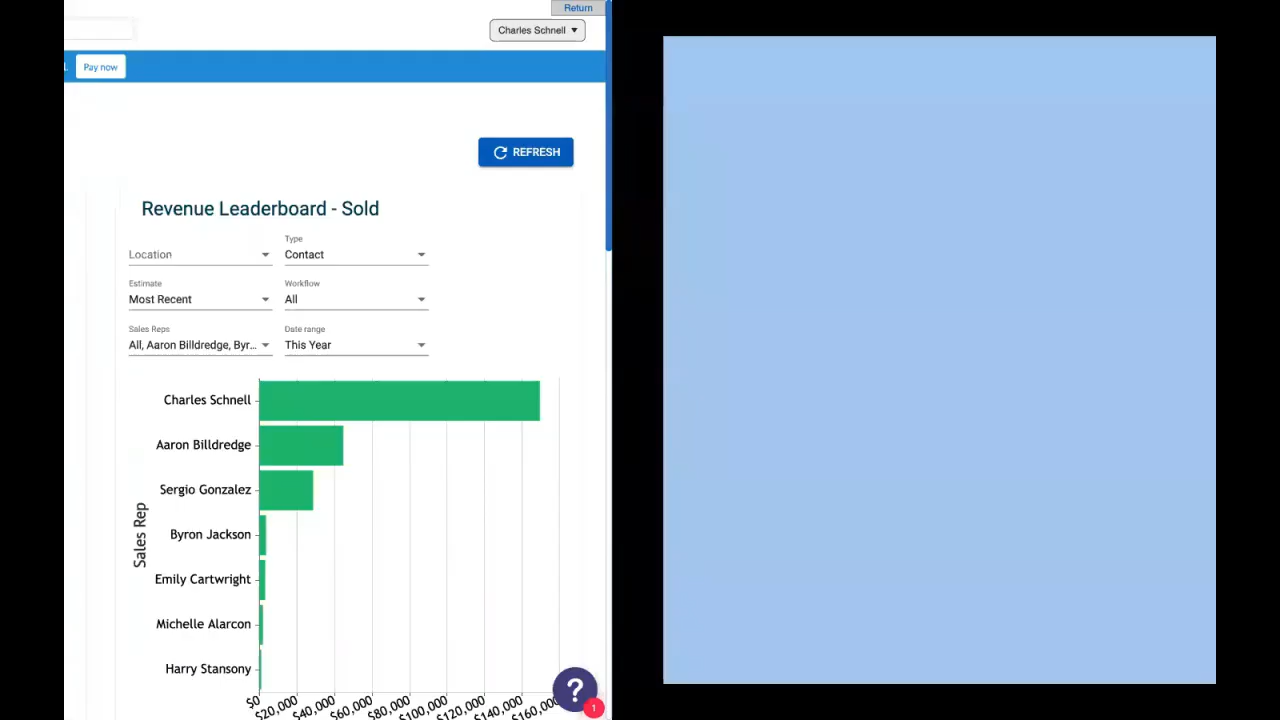 Return
Charles Schnell ▼
Pay now
REFRESH
Revenue Leaderboard - Sold
Location
Type
Contact
Estimate
Most Recent
Workflow
All
Sales Reps
All, Aaron Billdredge, Byr...
Date range
This Year
Charles Schnell
Aaron Billdredge
Sergio Gonzalez
Byron Jackson
Emily Cartwright
Michelle Alarcon
Harry Stansony
Sales Rep
$0
$20,000
$40,000
$60,000
$80,000
$100,000
$120,000
$140,000
$160,000
?
1